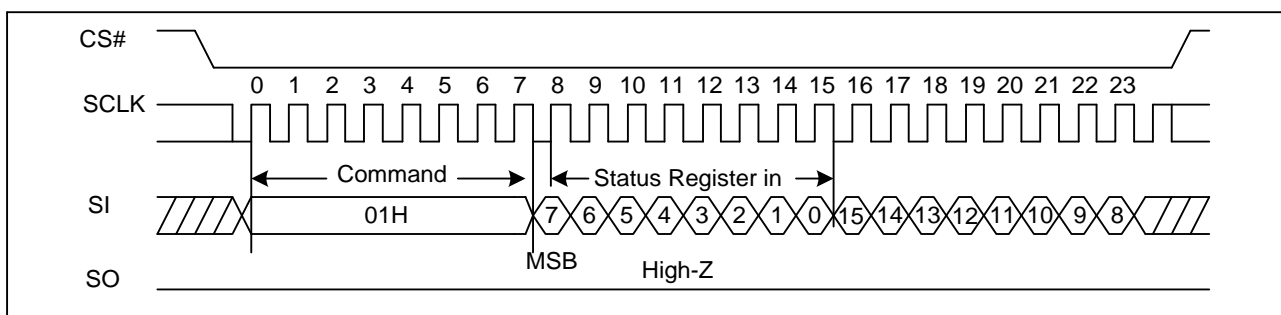 CS#
0 1 2 3 4 5 6 7 8 9 10 11 12 13 14 15 16 17 18 19 20 21 22 23
SCLK
Command Status Register in
SI 01H 7 6 5 4 3 2 1 0 15 14 13 12 11 10 9 8
MSB High-Z
SO